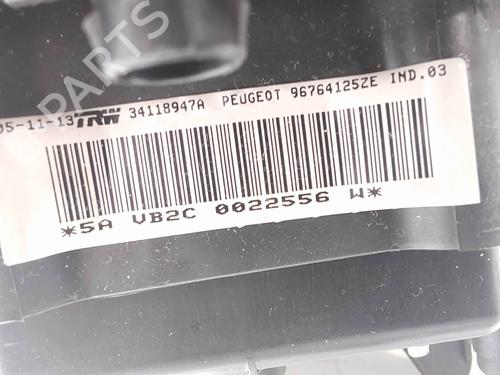 05-11-13 TRW 34118947A PEUGEOT 96764125ZE IND.03
*5A VB2C 0022556 W*
B PARTS